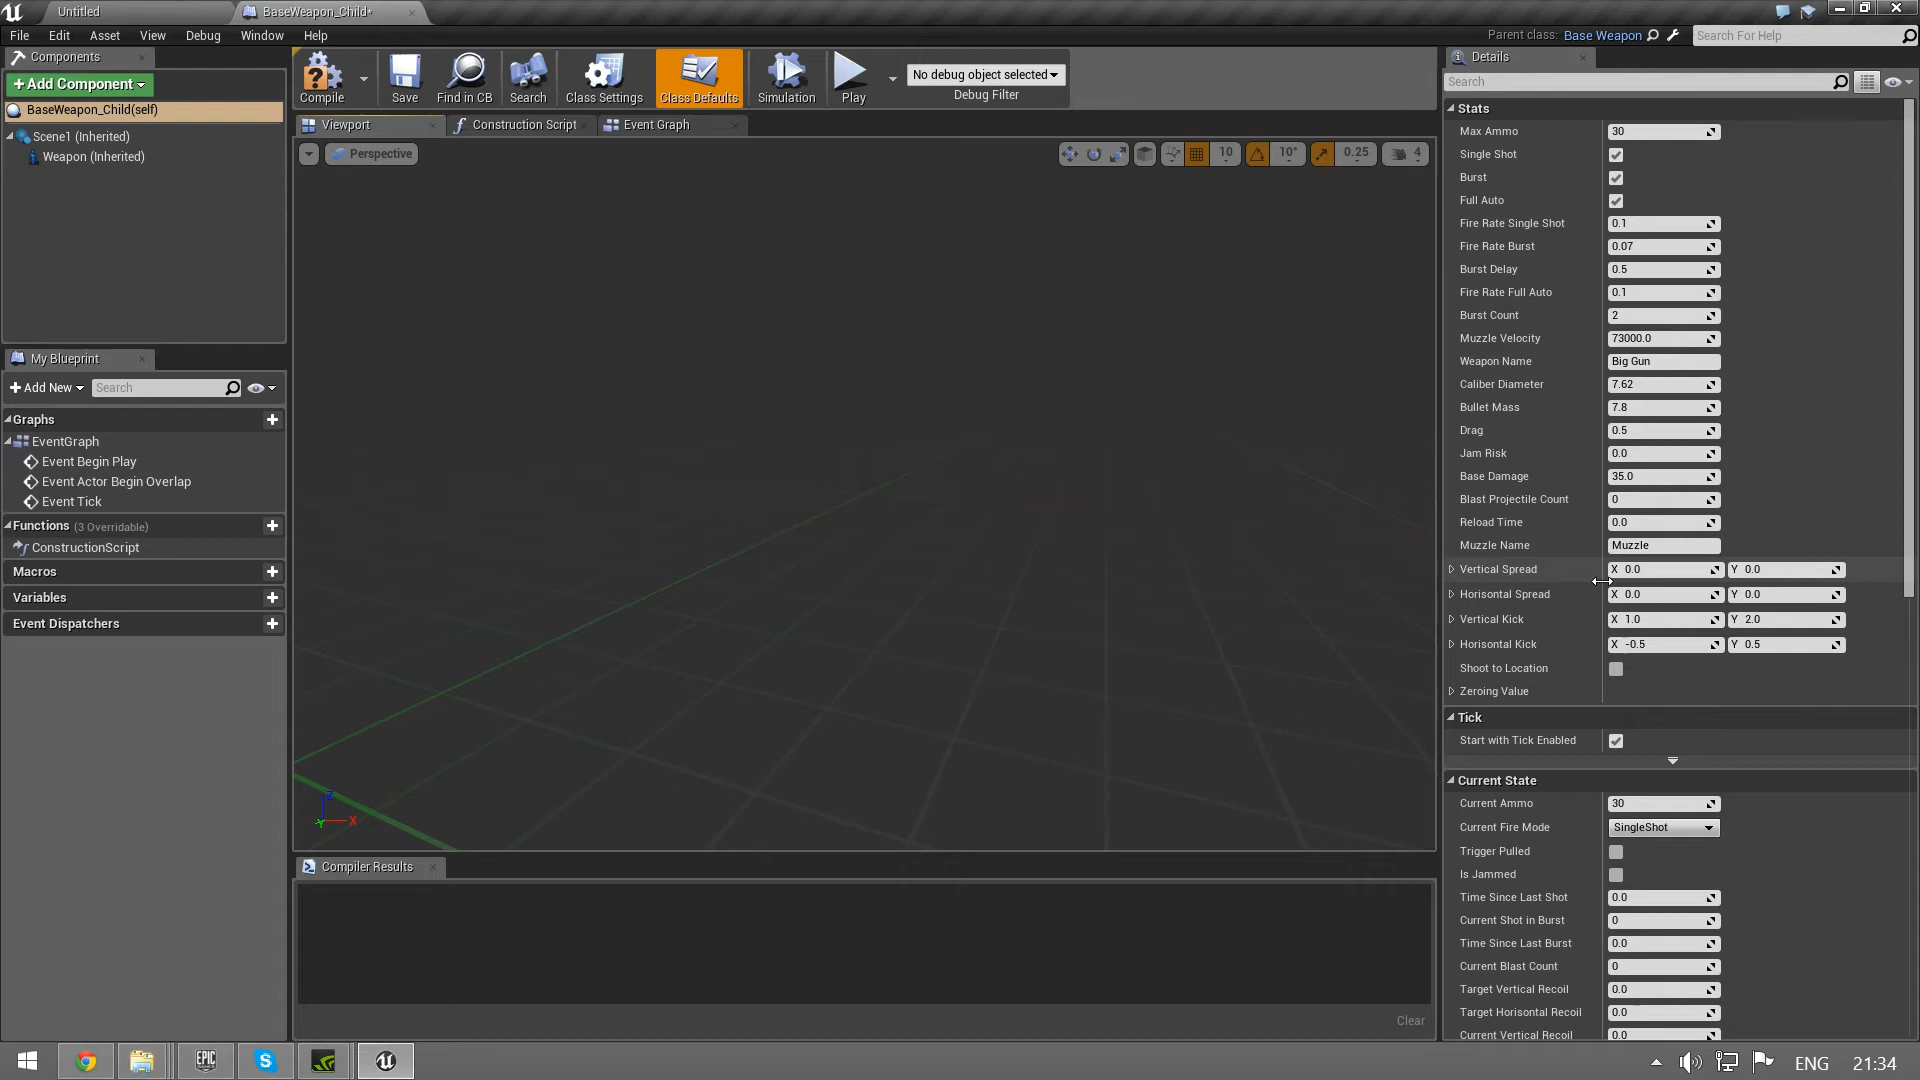 Untitled
BaseWeapon_Child*
File Edit Asset View Debug Window Help
Parent class: Base Weapon
Search For Help
Components
+Add Component
BaseWeapon_Child(self)
Scene1 (Inherited)
Weapon (Inherited)
Compile
Save
Find in CB
Search
Class Settings
Class Defaults
Simulation
Play
No debug object selected
Debug Filter
Viewport
Construction Script
Event Graph
Perspective
10
10°
0.25
4
My Blueprint
Add New
Search
Graphs
EventGraph
Event Begin Play
Event Actor Begin Overlap
Event Tick
Functions (3 Overridable)
ConstructionScript
Macros
Variables
Event Dispatchers
X
Y
Z
Compiler Results
Clear
Details
Search
Stats
Max Ammo 30
Single Shot
Burst
Full Auto
Fire Rate Single Shot 0.1
Fire Rate Burst 0.07
Burst Delay 0.5
Fire Rate Full Auto 0.1
Burst Count 2
Muzzle Velocity 73000.0
Weapon Name Big Gun
Caliber Diameter 7.62
Bullet Mass 7.8
Drag 0.5
Jam Risk 0.0
Base Damage 35.0
Blast Projectile Count 0
Reload Time 0.0
Muzzle Name Muzzle
Vertical Spread X 0.0 Y 0.0
Horisontal Spread X 0.0 Y 0.0
Vertical Kick X 1.0 Y 2.0
Horisontal Kick X -0.5 Y 0.5
Shoot to Location
Zeroing Value
Tick
Start with Tick Enabled
Current State
Current Ammo 30
Current Fire Mode SingleShot
Trigger Pulled
Is Jammed
Time Since Last Shot 0.0
Current Shot in Burst 0
Time Since Last Burst 0.0
Current Blast Count 0
Target Vertical Recoil 0.0
Target Horisontal Recoil 0.0
Current Vertical Recoil 0.0
EPIC
GAMES
ENG 21:34